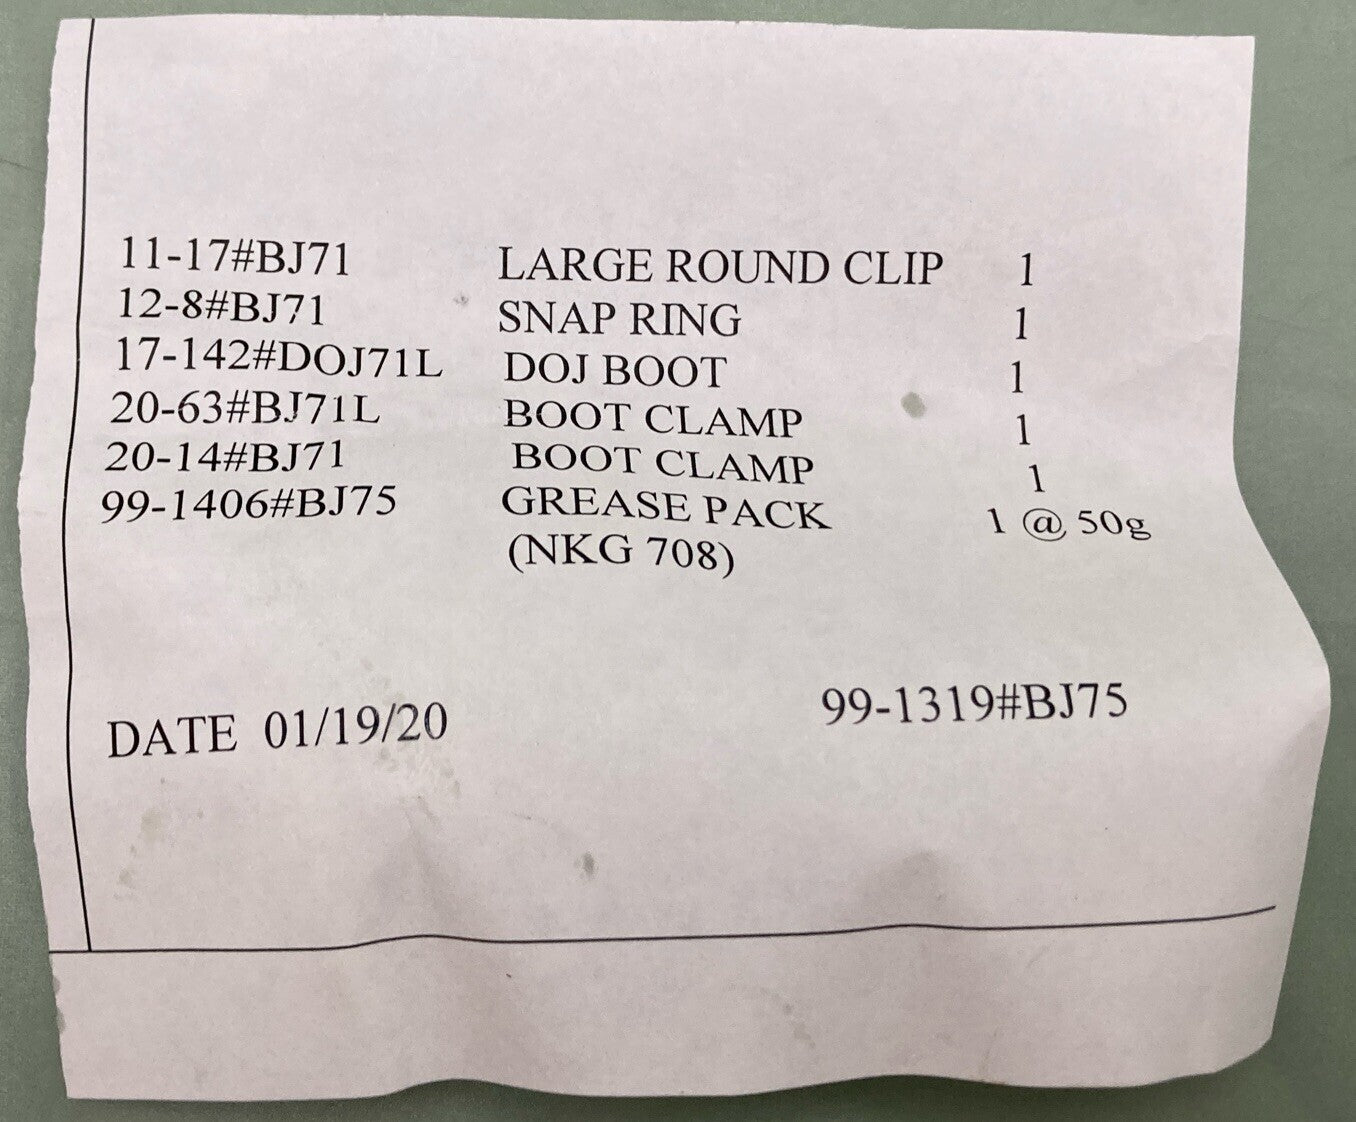 11-17#BJ71 LARGE ROUND CLIP 1
12-8#BJ71 SNAP RING 1
17-142#DOJ71L DOJ BOOT 1
20-63#BJ71L BOOT CLAMP 1
20-14#BJ71 BOOT CLAMP 1
99-1406#BJ75 GREASE PACK 1 @ 50g
(NKG 708)
DATE 01/19/20 99-1319#BJ75